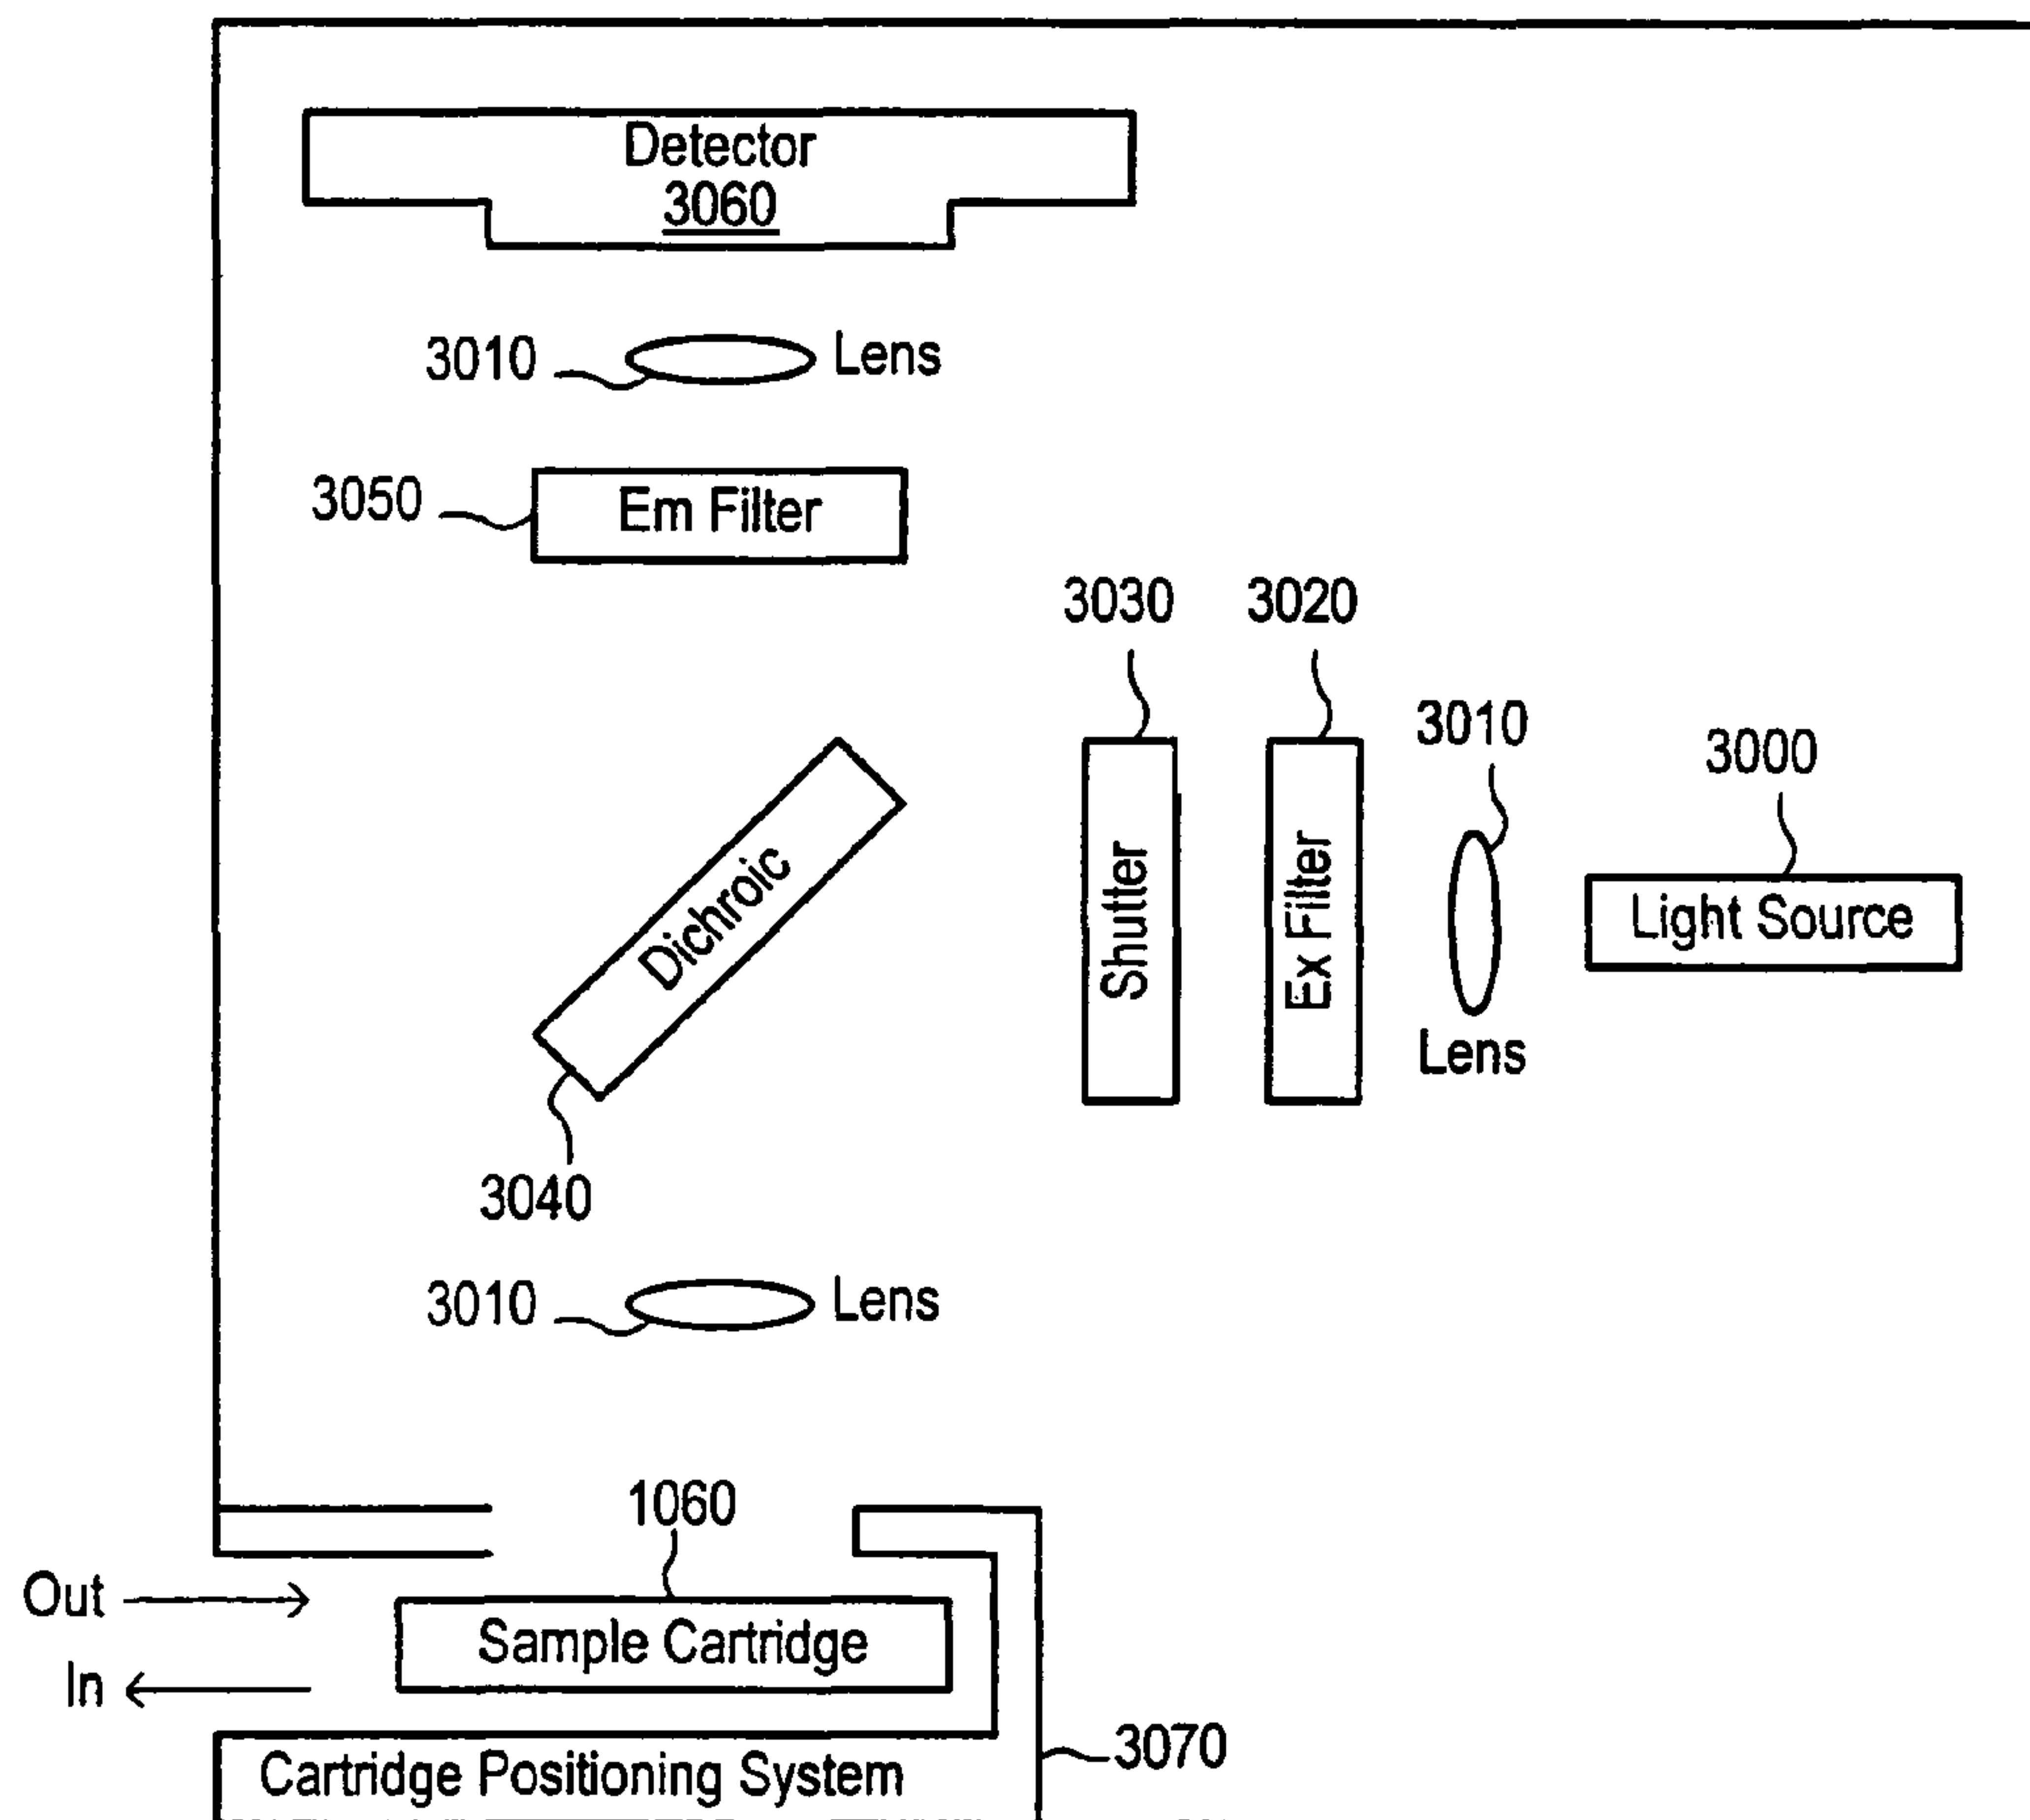 Detector
3060
3010
Lens
3050
Em Filter
3030
3020
3010
3000
Dichroic
Shutter
Ex Filter
Light Source
Lens
3040
3010
Lens
1060
Out
Sample Cartridge
In
3070
Cartridge Positioning System